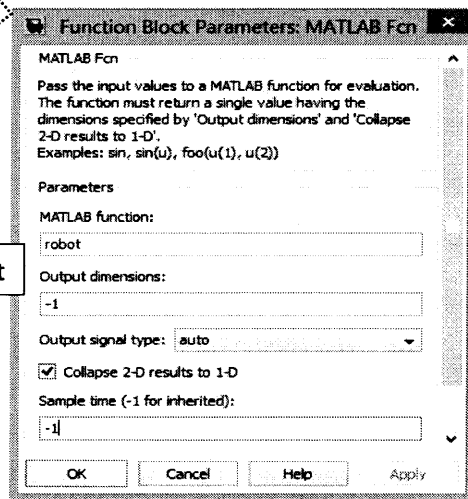 Function Block Parameters: MATLAB Fcn
MATLAB Fcn
Pass the input values to a MATLAB function for evaluation.
The function must return a single value having the
dimensions specified by 'Output dimensions' and 'Collapse
2-D results to 1-D'.
Examples: sin, sin(u), foo(u(1), u(2))
Parameters
MATLAB function:
robot
t
Output dimensions:
-1
Output signal type: auto
Collapse 2-D results to 1-D
Sample time (-1 for inherited):
-1
OK Cancel Help Apply